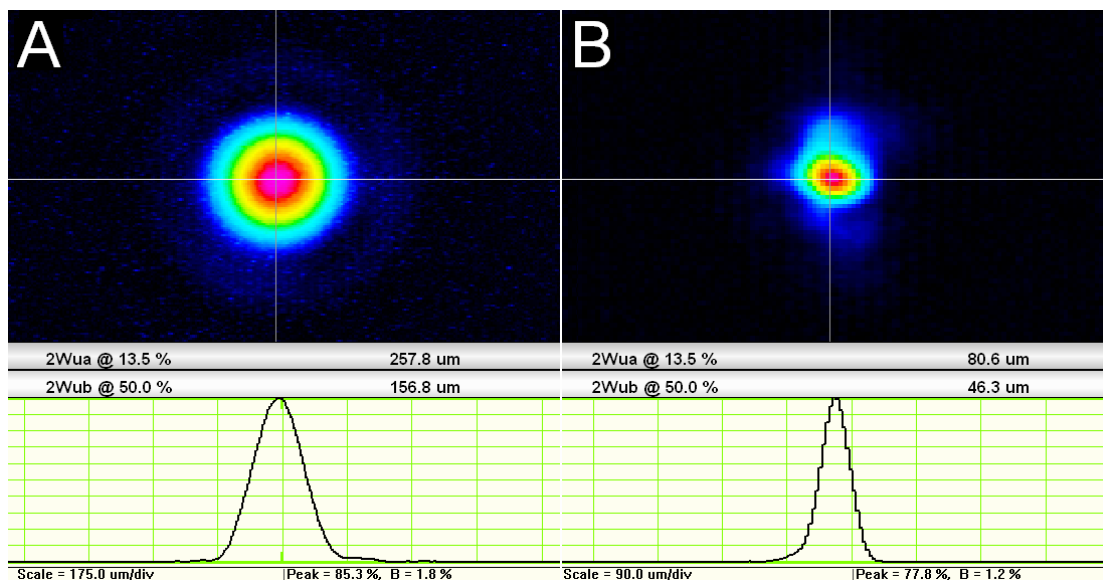 A
B
2Wua @ 13.5 %
257.8 um
2Wub @ 50.0 %
156.8 um
2Wua @ 13.5 %
80.6 um
2Wub @ 50.0 %
46.3 um
Scale = 175.0 um/div
Peak = 85.3 %, B = 1.8 %
Scale = 90.0 um/div
Peak = 77.8 %, B = 1.2 %